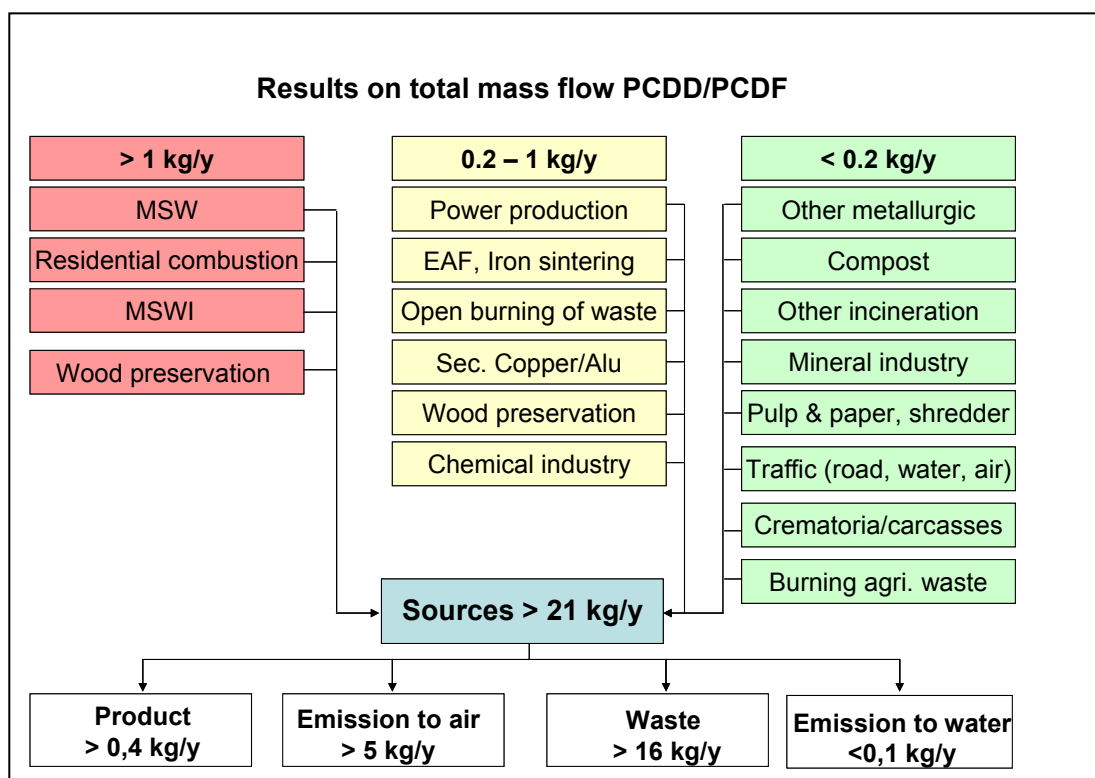 Results on total mass flow PCDD/PCDF
> 1 kg/y
MSW
Residential combustion
MSWI
Wood preservation
0.2 – 1 kg/y
Power production
EAF, Iron sintering
Open burning of waste
Sec. Copper/Alu
Wood preservation
Chemical industry
< 0.2 kg/y
Other metallurgic
Compost
Other incineration
Mineral industry
Pulp & paper, shredder
Traffic (road, water, air)
Crematoria/carcasses
Burning agri. waste
Sources > 21 kg/y
Product
> 0,4 kg/y
Emission to air
> 5 kg/y
Waste
> 16 kg/y
Emission to water
<0,1 kg/y